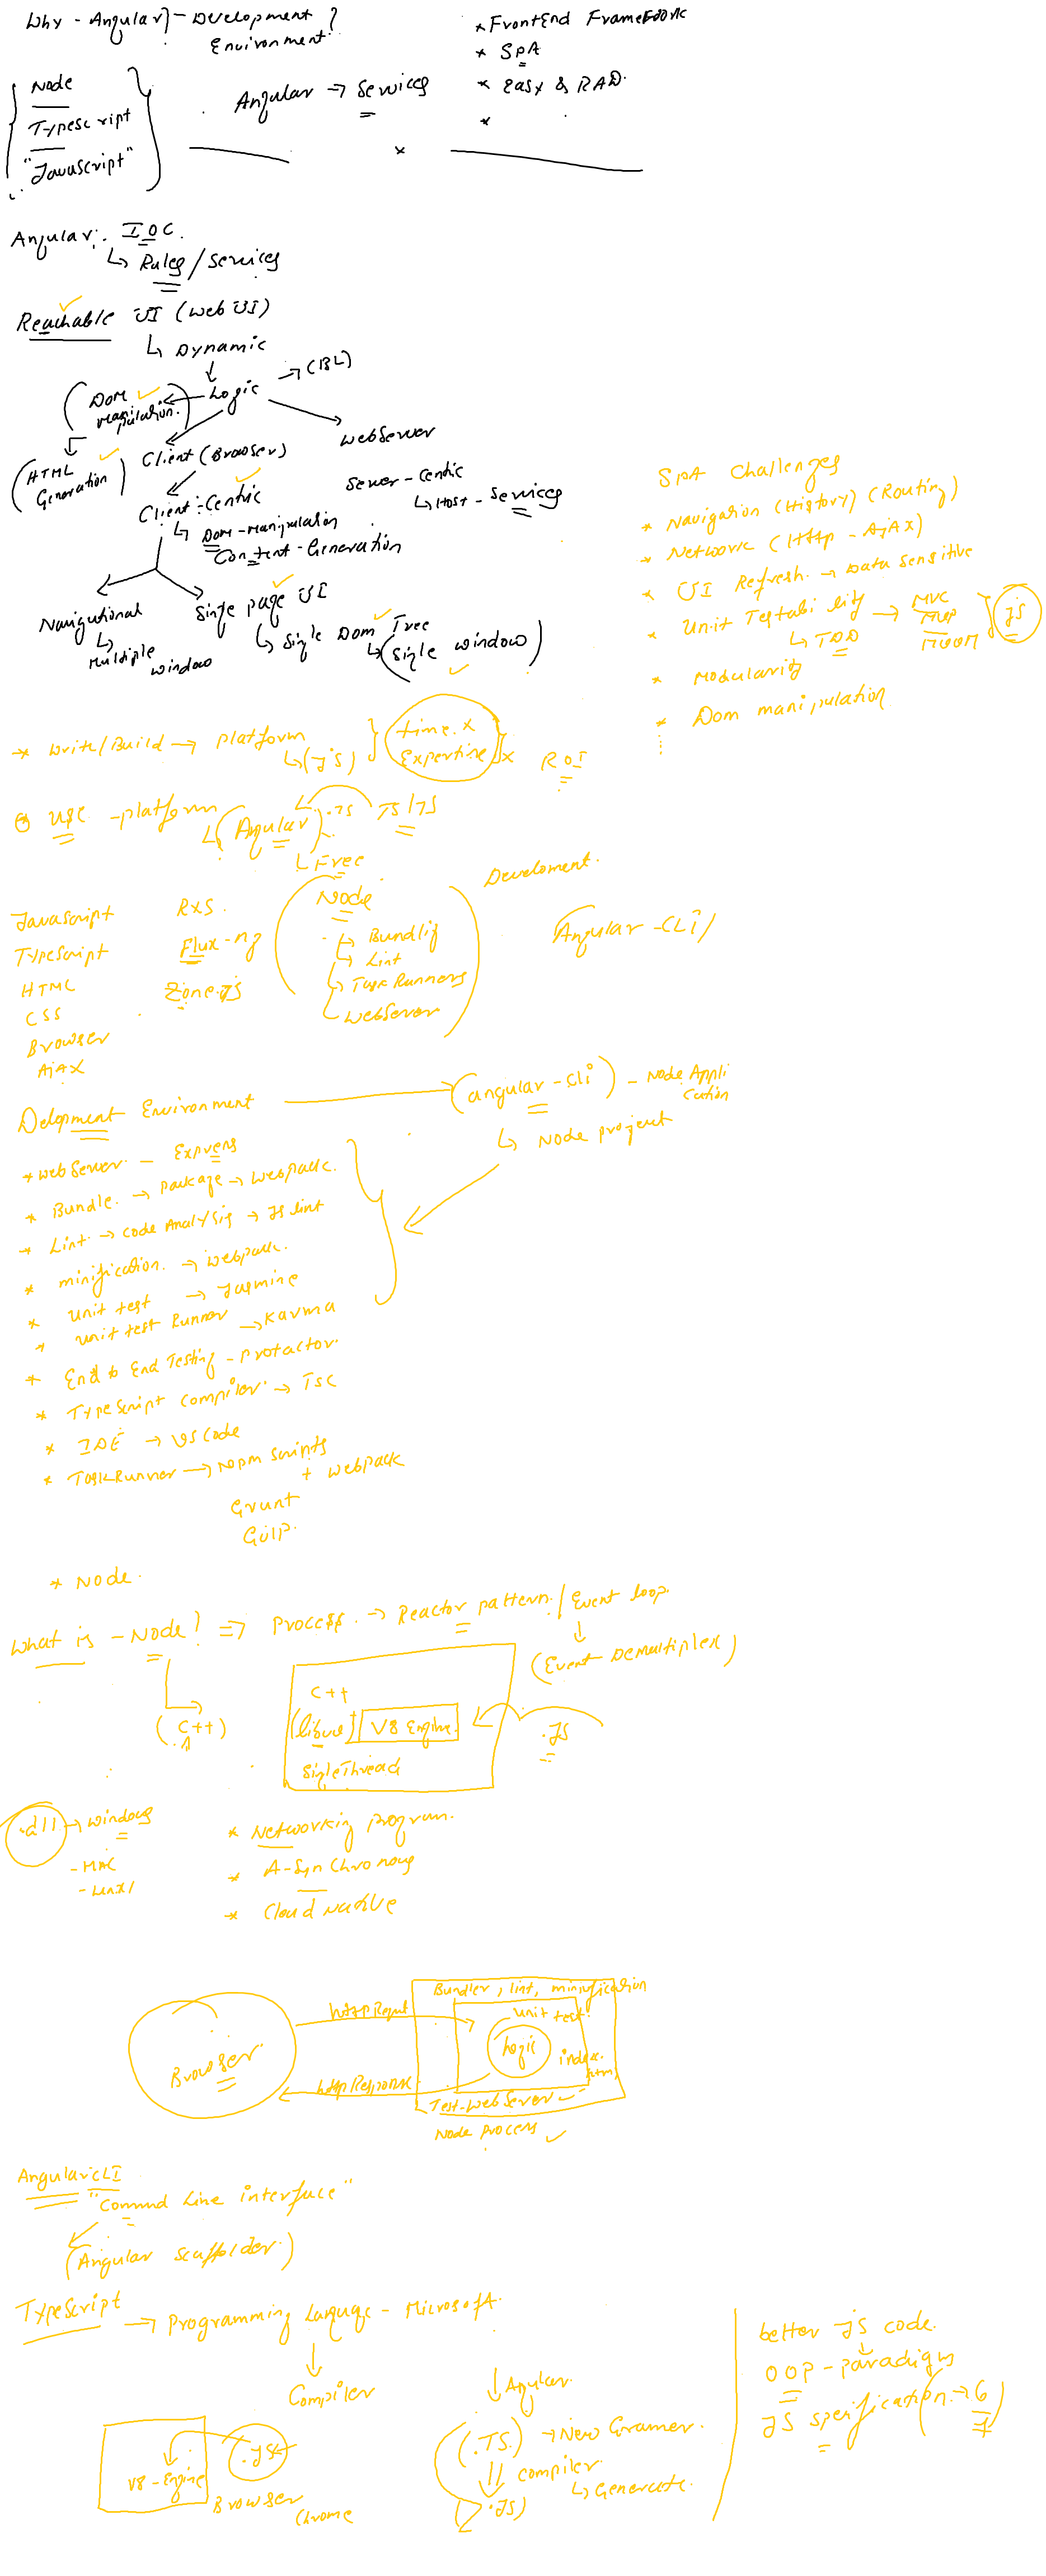 Why - Angular - Development Environment?
* FrontEnd Framework
* SPA
* Easy & RAD.
*
Node
Typescript
"Javascript"
Angular → Services
x
Angular: IOC.
↳ Rules/Services
Reachable UI (Web UI)
↳ Dynamic
Logic → (BL)
(Dom Manipulation.)
(HTML Generation)
Client (Browser)
WebServer
Client-Centric
↳ Dom-Manipulation
Content-Generation
Server-Centric
↳ Host-Services
Navigational
↳ Multiple Window
Single page UI
↳ Single Dom Tree
↳ (Single Window)
SPA Challenges
* Navigation (History) (Routing)
* Network (Http - AJAX)
* UI Refresh. → Data Sensitive
* Unit Testability → MVC MVP MVVM } JS
↳ TDD
* Modularity
* Dom manipulation
* Write/Build → Platform
↳ (JS)
time. x
Expertise x
ROI
USE -platform
↳ (Angular).JS TS/JS
↳ Free
Javascript
TypeScript
HTML
CSS
Browser
AJAX
RXS.
Flux-ng
Zone.JS
Node
↳ Bundlig
↳ Lint
↳ Task Runners
WebServer
Develoment.
Angular-CLI
Delopment Environment → (angular-cli) - Node Application
↳ Node project
* Web Server - Express
* Bundle. → package → Webpack.
* Lint → Code Analysis → JS lint
* minification. → Webpack.
* Unit test → Jasmine
* Unit test Runner → Karma
* End to End Testing - protactor.
* TypeScript Compiler → TSC
* IDE → VS Code
* TaskRunner → Npm Scripts
+ Webpack
Grunt
Gulp.
* Node.
What is - Node? ⇒ Process. → Reactor pattern./Event loop.
↓
(Event-Demultiplex)
(C++)
C++
(libuv) V8 Engine.
SingleThread
.JS
.dll → Windows
- MAC
- Linux
* Networking program.
* A-Synchronous
* Cloud native
Browser
http Request
http Response
Bundler, lint, minification
unit test.
Logic
index.html
Test-WebServer
Node Process
Angular CLI
"Commnd Line interface"
(Angular Scaffolder.)
TypeScript → Programming Language - Microsoft.
↓
Compiler
V8-Engine
.JS
Browser
Chrome
↓ Angular
(.TS.) → New Gramer.
compiler
↳ Generate.
.JS)
better JS code.
OOP - paradigm
JS specification → 6
7